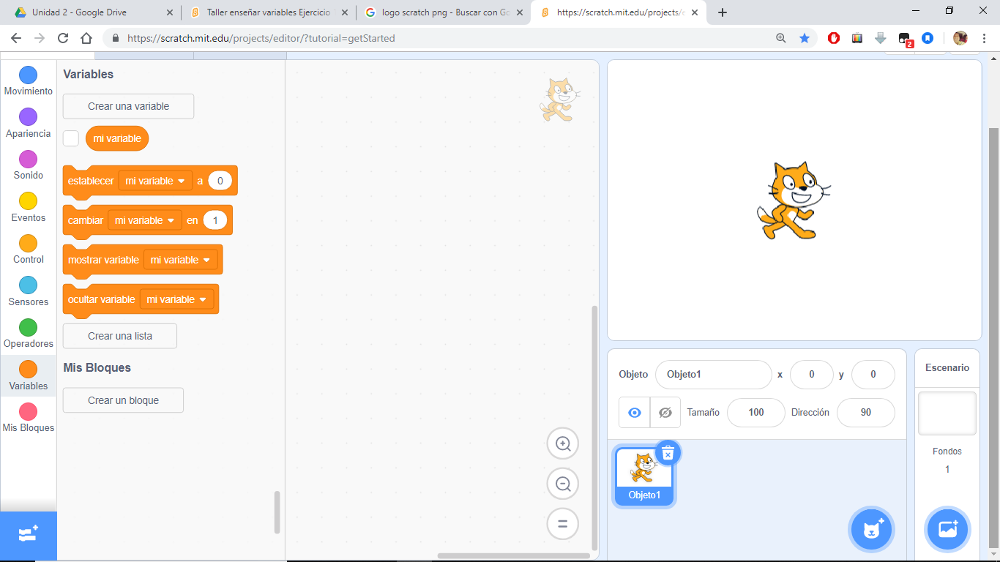 Unidad 2 - Google Drive
Taller enseñar variables Ejercicio
logo scratch png - Buscar con Go
https://scratch.mit.edu/projects/e
https://scratch.mit.edu/projects/editor/?tutorial=getStarted
2
Movimiento
Apariencia
Sonido
Eventos
Control
Sensores
Operadores
Variables
Mis Bloques
Variables
Crear una variable
mi variable
establecer mi variable a 0
cambiar mi variable en 1
mostrar variable mi variable
ocultar variable mi variable
Crear una lista
Mis Bloques
Crear un bloque
Objeto Objeto1 x 0 y 0
Tamaño 100 Dirección 90
Objeto1
Escenario
Fondos
1